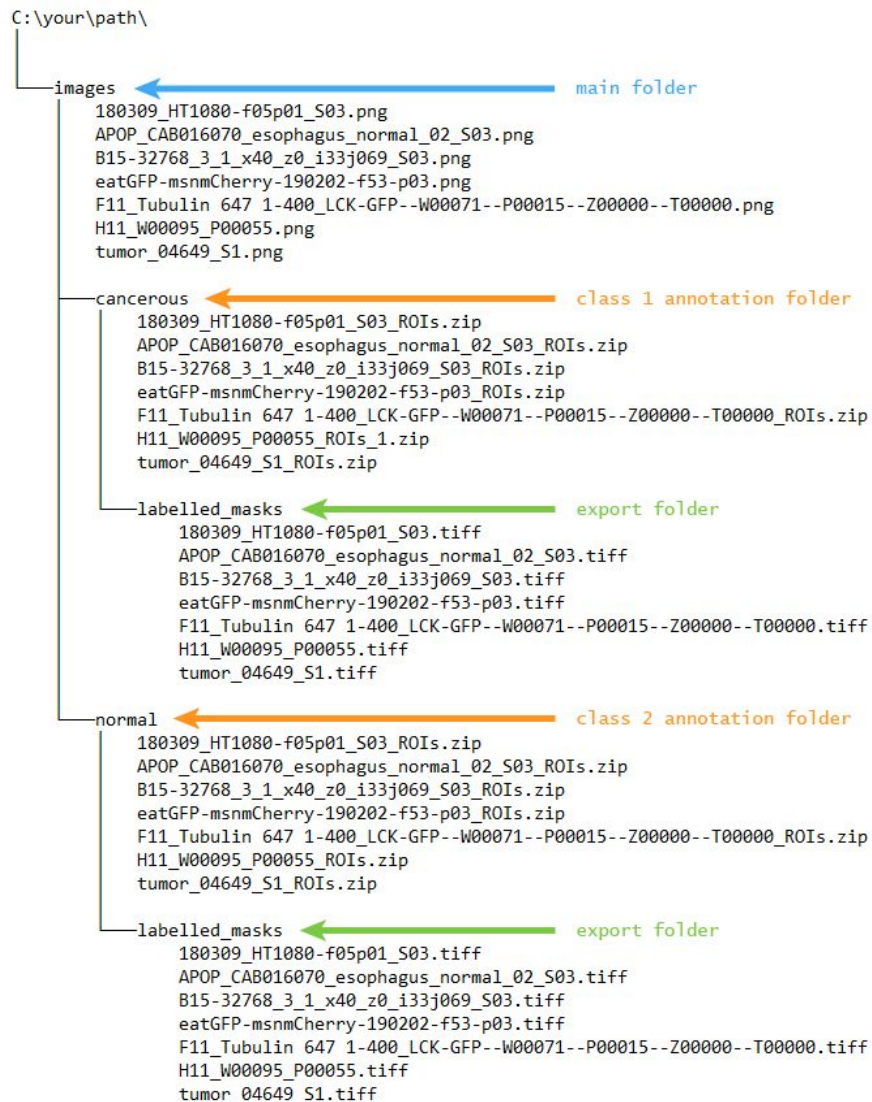 C:\your\path\
images main folder
180309_HT1080-f05p01_S03.png
APOP_CAB016070_esophagus_normal_02_S03.png
B15-32768_3_1_x40_z0_i33j069_S03.png
eatGFP-msnmCherry-190202-f53-p03.png
F11_Tubulin 647 1-400_LCK-GFP--W00071--P00015--Z00000--T00000.png
H11_W00095_P00055.png
tumor_04649_S1.png
cancerous class 1 annotation folder
180309_HT1080-f05p01_S03_ROIs.zip
APOP_CAB016070_esophagus_normal_02_S03_ROIs.zip
B15-32768_3_1_x40_z0_i33j069_S03_ROIs.zip
eatGFP-msnmCherry-190202-f53-p03_ROIs.zip
F11_Tubulin 647 1-400_LCK-GFP--W00071--P00015--Z00000--T00000_ROIs.zip
H11_W00095_P00055_ROIs_1.zip
tumor_04649_S1_ROIs.zip
labelled_masks export folder
180309_HT1080-f05p01_S03.tiff
APOP_CAB016070_esophagus_normal_02_S03.tiff
B15-32768_3_1_x40_z0_i33j069_S03.tiff
eatGFP-msnmCherry-190202-f53-p03.tiff
F11_Tubulin 647 1-400_LCK-GFP--W00071--P00015--Z00000--T00000.tiff
H11_W00095_P00055.tiff
tumor_04649_S1.tiff
normal class 2 annotation folder
180309_HT1080-f05p01_S03_ROIs.zip
APOP_CAB016070_esophagus_normal_02_S03_ROIs.zip
B15-32768_3_1_x40_z0_i33j069_S03_ROIs.zip
eatGFP-msnmCherry-190202-f53-p03_ROIs.zip
F11_Tubulin 647 1-400_LCK-GFP--W00071--P00015--Z00000--T00000_ROIs.zip
H11_W00095_P00055_ROIs.zip
tumor_04649_S1_ROIs.zip
labelled_masks export folder
180309_HT1080-f05p01_S03.tiff
APOP_CAB016070_esophagus_normal_02_S03.tiff
B15-32768_3_1_x40_z0_i33j069_S03.tiff
eatGFP-msnmCherry-190202-f53-p03.tiff
F11_Tubulin 647 1-400_LCK-GFP--W00071--P00015--Z00000--T00000.tiff
H11_W00095_P00055.tiff
tumor_04649_S1.tiff